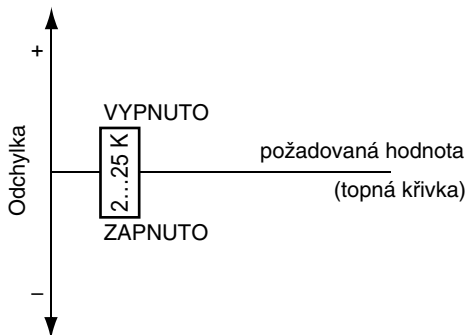 +
VYPNUTO
Odchylka
2...25 K
požadovaná hodnota
(topná křivka)
ZAPNUTO
–